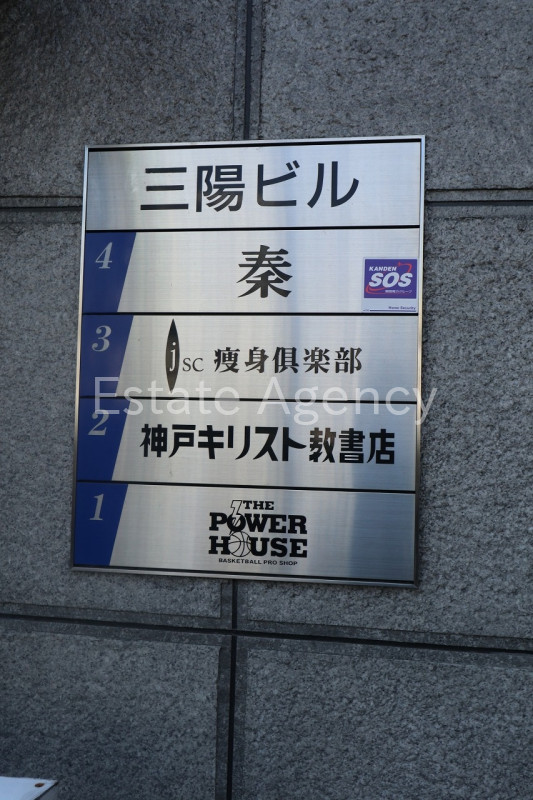 三陽ビル
4
秦
KANDEN
SOS
3
j SC 痩身倶楽部
Estate Agency
2
神戸キリスト教書店
1
THE
POWER
HOUSE
BASKETBALL PRO SHOP